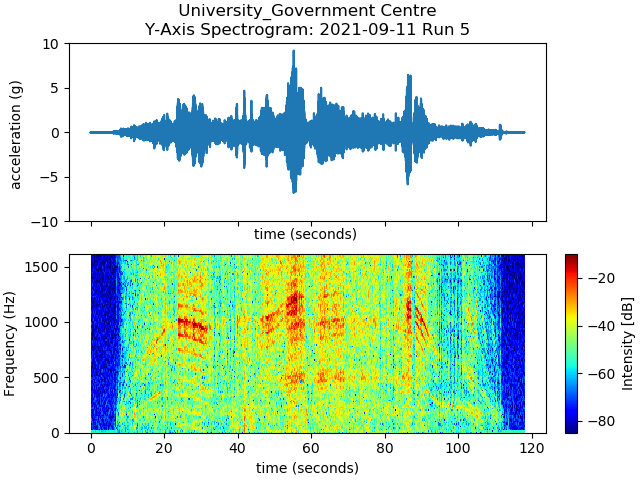 University_Government Centre
Y-Axis Spectrogram: 2021-09-11 Run 5
10
5
0
−5
−10
acceleration (g)
time (seconds)
1500
1000
500
0
Frequency (Hz)
0 20 40 60 80 100 120
time (seconds)
−20
−40
−60
−80
Intensity [dB]